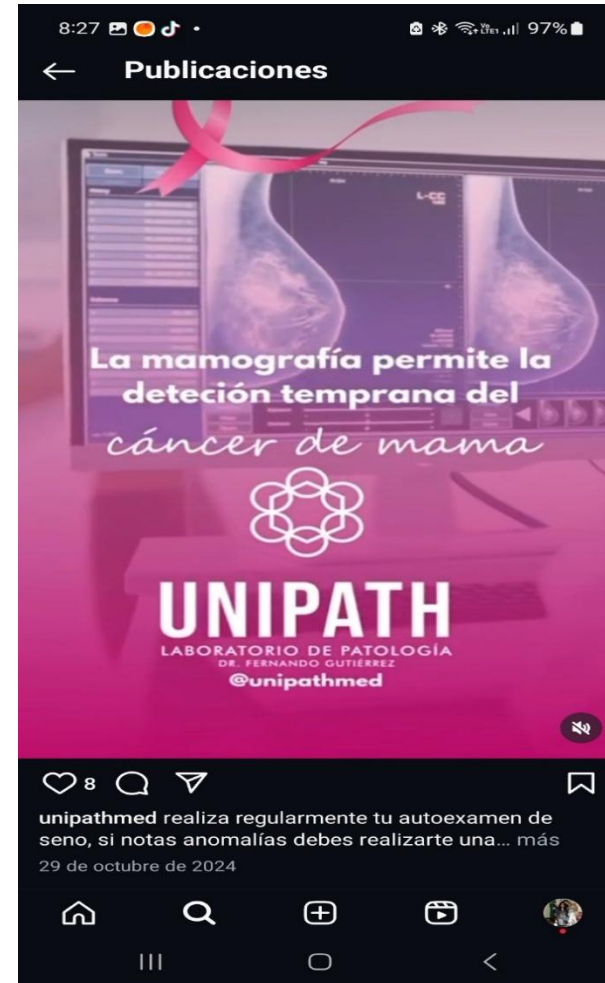 8:27
97%
Publicaciones
L-CC
La mamografía permite la
deteción temprana del
cáncer de mama
UNIPATH
LABORATORIO DE PATOLOGÍA
DR. FERNANDO GUTIÉRREZ
@unipathmed
8
unipathmed realiza regularmente tu autoexamen de
seno, si notas anomalías debes realizarte una... más
29 de octubre de 2024